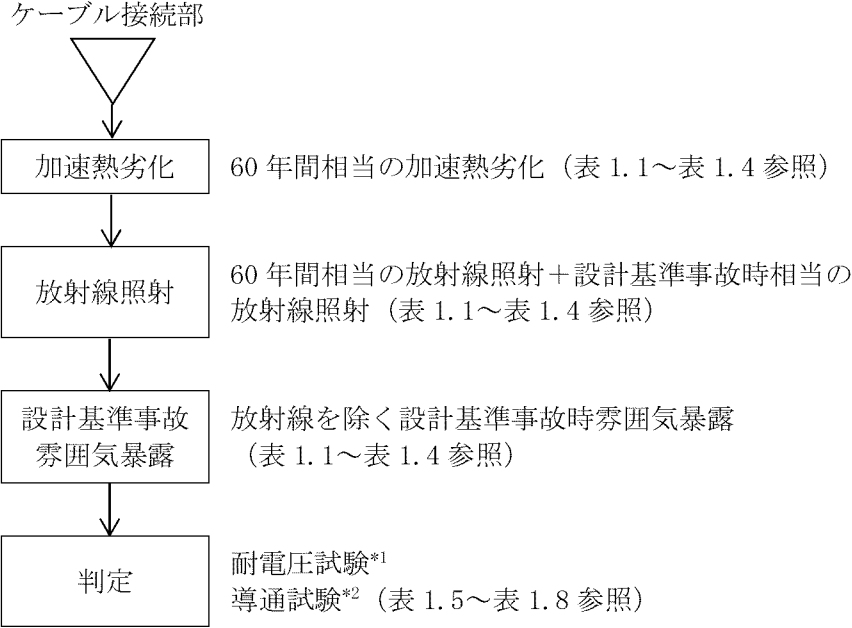 ケーブル接続部
加速熱劣化
60 年間相当の加速熱劣化（表 1.1～表 1.4 参照）
放射線照射
60 年間相当の放射線照射＋設計基準事故時相当の
放射線照射（表 1.1～表 1.4 参照）
設計基準事故
雰囲気暴露
放射線を除く設計基準事故時雰囲気暴露
（表 1.1～表 1.4 参照）
判定
耐電圧試験*1
導通試験*2（表 1.5～表 1.8 参照）